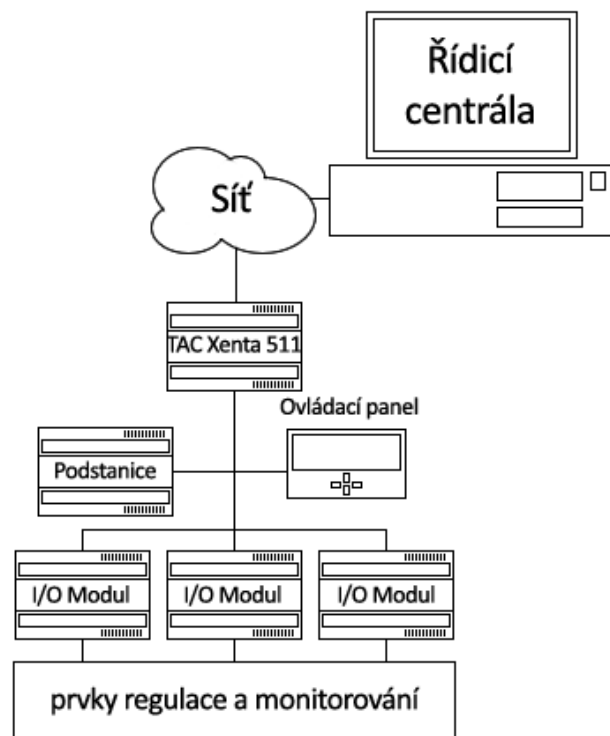 Řídicí
centrála
Síť
TAC Xenta 511
Ovládací panel
Podstanice
I/O Modul
I/O Modul
I/O Modul
prvky regulace a monitorování